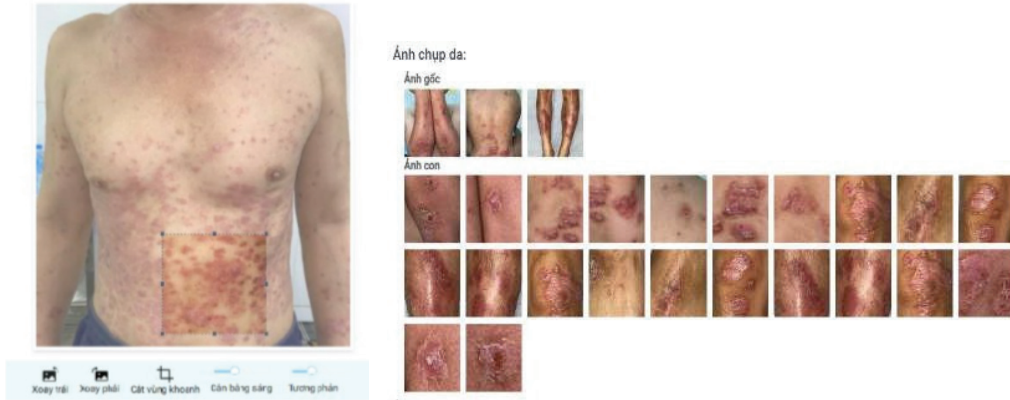 Ảnh chụp da:
Ảnh gốc
Ảnh con
Xoay trái
Xoay phải
Cắt vùng khoanh
Cân bằng sáng
Tương phản